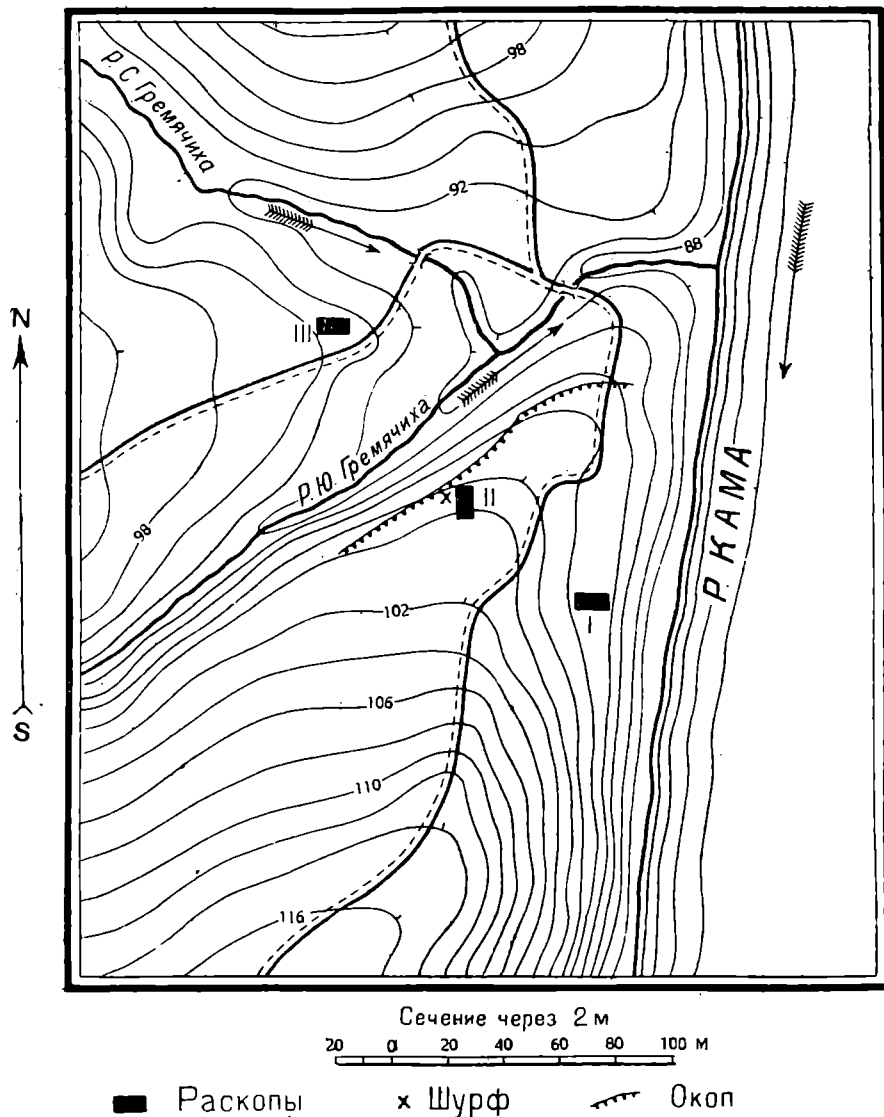 98
Р. С. Гремячиха
92
88
N
III
Р. Ю. Гремячиха
Р. КАМА
II
98
I
102
S
106
110
116
Сечение через 2 м
20 0 20 40 60 80 100 М
Раскопы х Шурф Окоп